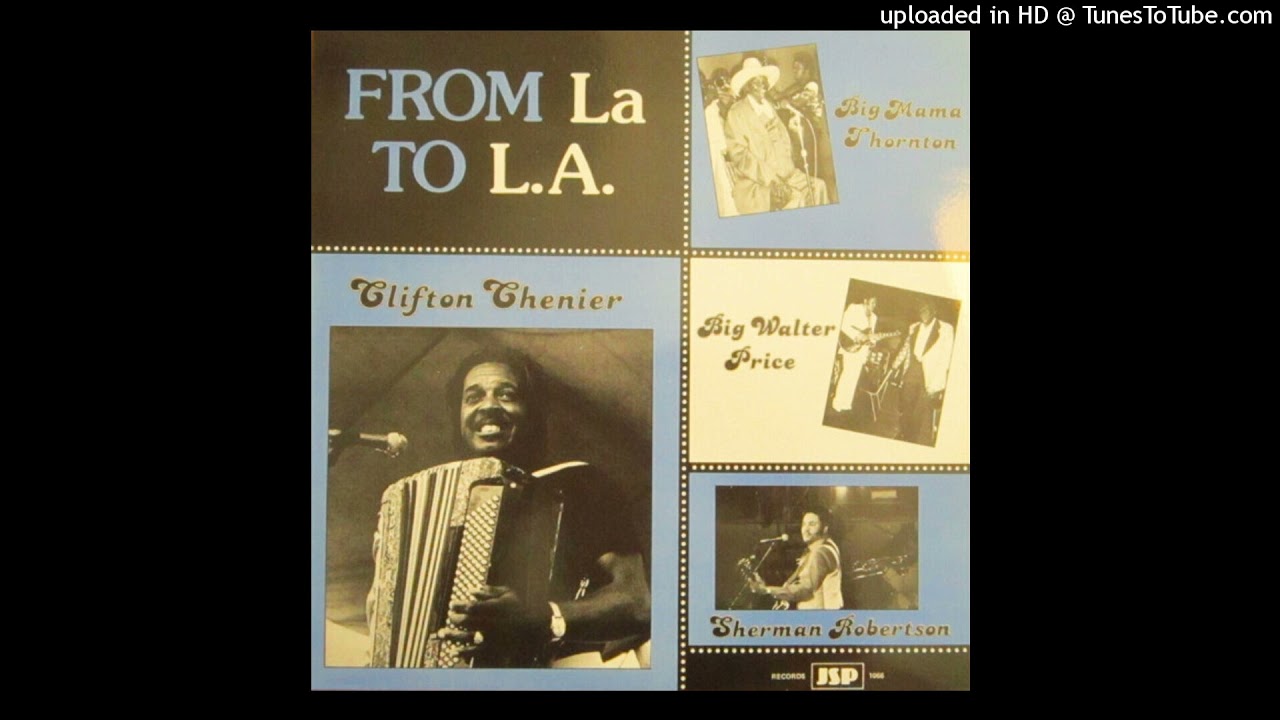 uploaded in HD @ TunesToTube.com
FROM La
TO L.A.
Big Mama
Thornton
Clifton Chenier
Big Walter
Price
Sherman Robertson
RECORDS JSP 1066